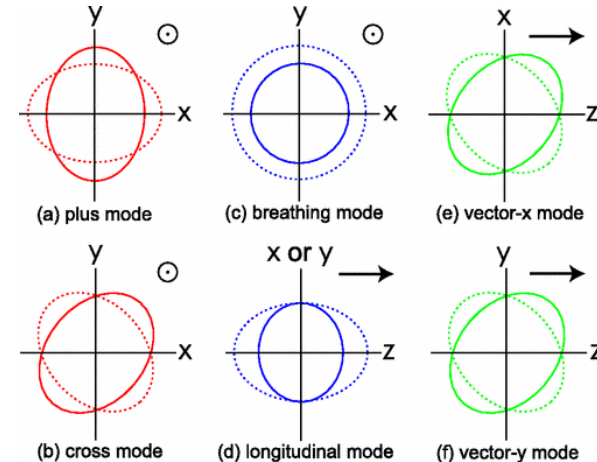 y
x
(a) plus mode
y
x
(c) breathing mode
x
z
(e) vector-x mode
y
x
(b) cross mode
x or y
z
(d) longitudinal mode
y
z
(f) vector-y mode